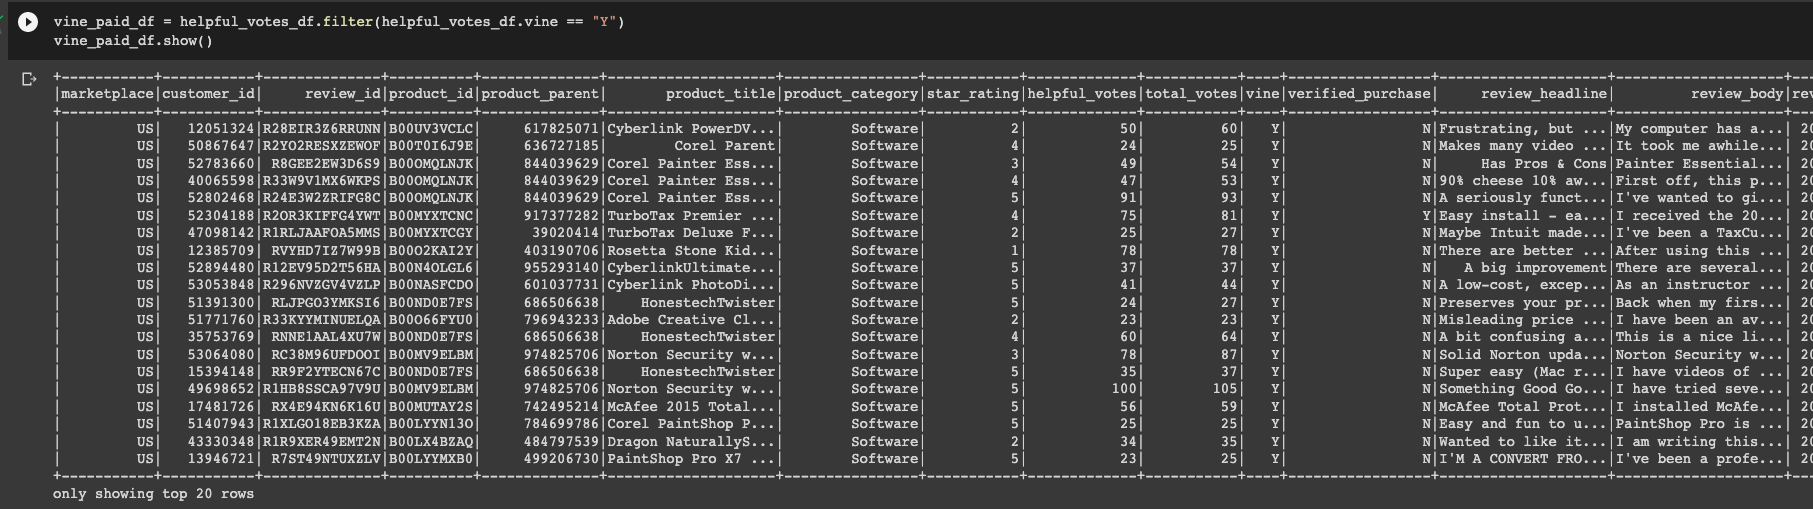 vine_paid_df = helpful_votes_df.filter(helpful_votes_df.vine == "Y")
vine_paid_df.show()
+-----------+-----------+--------------+----------+--------------+--------------------+----------------+-----------+-------------+-----------+----+-----------------+--------------------+--------------------+---
|marketplace|customer_id|     review_id|product_id|product_parent|       product_title|product_category|star_rating|helpful_votes|total_votes|vine|verified_purchase|     review_headline|         review_body|rev
+-----------+-----------+--------------+----------+--------------+--------------------+----------------+-----------+-------------+-----------+----+-----------------+--------------------+--------------------+---
|         US|   12051324|R28EIR3Z6RRUNN|B00UV3VCLC|     617825071|Cyberlink PowerDV...|        Software|          2|           50|         60|   Y|                N|Frustrating, but ...|My computer has a...| 20
|         US|   50867647|R2YO2RESXZEWOF|B00T0I6J9E|     636727185|        Corel Parent|        Software|          4|           24|         25|   Y|                N|Makes many video ...|It took me awhile...| 20
|         US|   52783660| R8GEE2EW3D6S9|B00OMQLNJK|     844039629|Corel Painter Ess...|        Software|          3|           49|         54|   Y|                N|    Has Pros & Cons|Painter Essential...| 20
|         US|   40065598|R33W9V1MX6WKPS|B00OMQLNJK|     844039629|Corel Painter Ess...|        Software|          4|           47|         53|   Y|                N|90% cheese 10% aw...|First off, this p...| 20
|         US|   52802468|R24E3W2ZRIFG8C|B00OMQLNJK|     844039629|Corel Painter Ess...|        Software|          5|           91|         93|   Y|                N|A seriously funct...|I've wanted to gi...| 20
|         US|   52304188|R2OR3KIFFG4YWT|B00MYXTCNC|     917377282|TurboTax Premier ...|        Software|          4|           75|         81|   Y|                Y|Easy install - ea...|I received the 20...| 20
|         US|   47098142|R1RLJAAFOA5MMS|B00MYXTCGY|      39020414|TurboTax Deluxe F...|        Software|          2|           25|         27|   Y|                N|Maybe Intuit made...|I've been a TaxCu...| 20
|         US|   12385709| RVYHD7IZ7W99B|B00O2KAI2Y|     403190706|Rosetta Stone Kid...|        Software|          1|           78|         78|   Y|                N|There are better ...|After using this ...| 20
|         US|   52894480|R12EV95D2T56HA|B00N4OLGL6|     955293140|CyberlinkUltimate...|        Software|          5|           37|         37|   Y|                N|   A big improvement|There are several...| 20
|         US|   53053848|R296NVZGV4VZLP|B00NASFCDO|     601037731|Cyberlink PhotoDi...|        Software|          5|           41|         44|   Y|                N|A low-cost, excep...|As an instructor ...| 20
|         US|   51391300| RLJPGO3YMKSI6|B00ND0E7FS|     686506638|    HonestechTwister|        Software|          5|           24|         27|   Y|                N|Preserves your pr...|Back when my firs...| 20
|         US|   51771760|R33KYYMINUELQA|B00O66FYU0|     796943233|Adobe Creative Cl...|        Software|          2|           23|         23|   Y|                N|Misleading price ...|I have been an av...| 20
|         US|   35753769| RNNE1AAL4XU7W|B00ND0E7FS|     686506638|    HonestechTwister|        Software|          4|           60|         64|   Y|                N|A bit confusing a...|This is a nice li...| 20
|         US|   53064080| RC38M96UFDOOI|B00MV9ELBM|     974825706|Norton Security w...|        Software|          3|           78|         87|   Y|                N|Solid Norton upda...|Norton Security w...| 20
|         US|   15394148| RR9F2YTECN67C|B00ND0E7FS|     686506638|    HonestechTwister|        Software|          5|           35|         37|   Y|                N|Super easy (Mac r...|I have videos of ...| 20
|         US|   49698652|R1HB8SSCA97V9U|B00MV9ELBM|     974825706|Norton Security w...|        Software|          5|          100|        105|   Y|                N|Something Good Go...|I have tried seve...| 20
|         US|   17481726| RX4E94KN6K16U|B00MUTAY2S|     742495214|McAfee 2015 Total...|        Software|          5|           56|         59|   Y|                N|McAfee Total Prot...|I installed McAfe...| 20
|         US|   51407943|R1XLGO18EB3KZA|B00LYYN13O|     784699786|Corel PaintShop P...|        Software|          5|           25|         25|   Y|                N|Easy and fun to u...|PaintShop Pro is ...| 20
|         US|   43330348|R1R9XER49EMT2N|B00LX4BZAQ|     484797539|Dragon NaturallyS...|        Software|          2|           34|         35|   Y|                N|Wanted to like it...|I am writing this...| 20
|         US|   13946721| R7ST49NTUXZLV|B00LYYMXB0|     499206730|PaintShop Pro X7 ...|        Software|          5|           23|         25|   Y|                N|I'M A CONVERT FRO...|I've been a profe...| 20
+-----------+-----------+--------------+----------+--------------+--------------------+----------------+-----------+-------------+-----------+----+-----------------+--------------------+--------------------+---
only showing top 20 rows